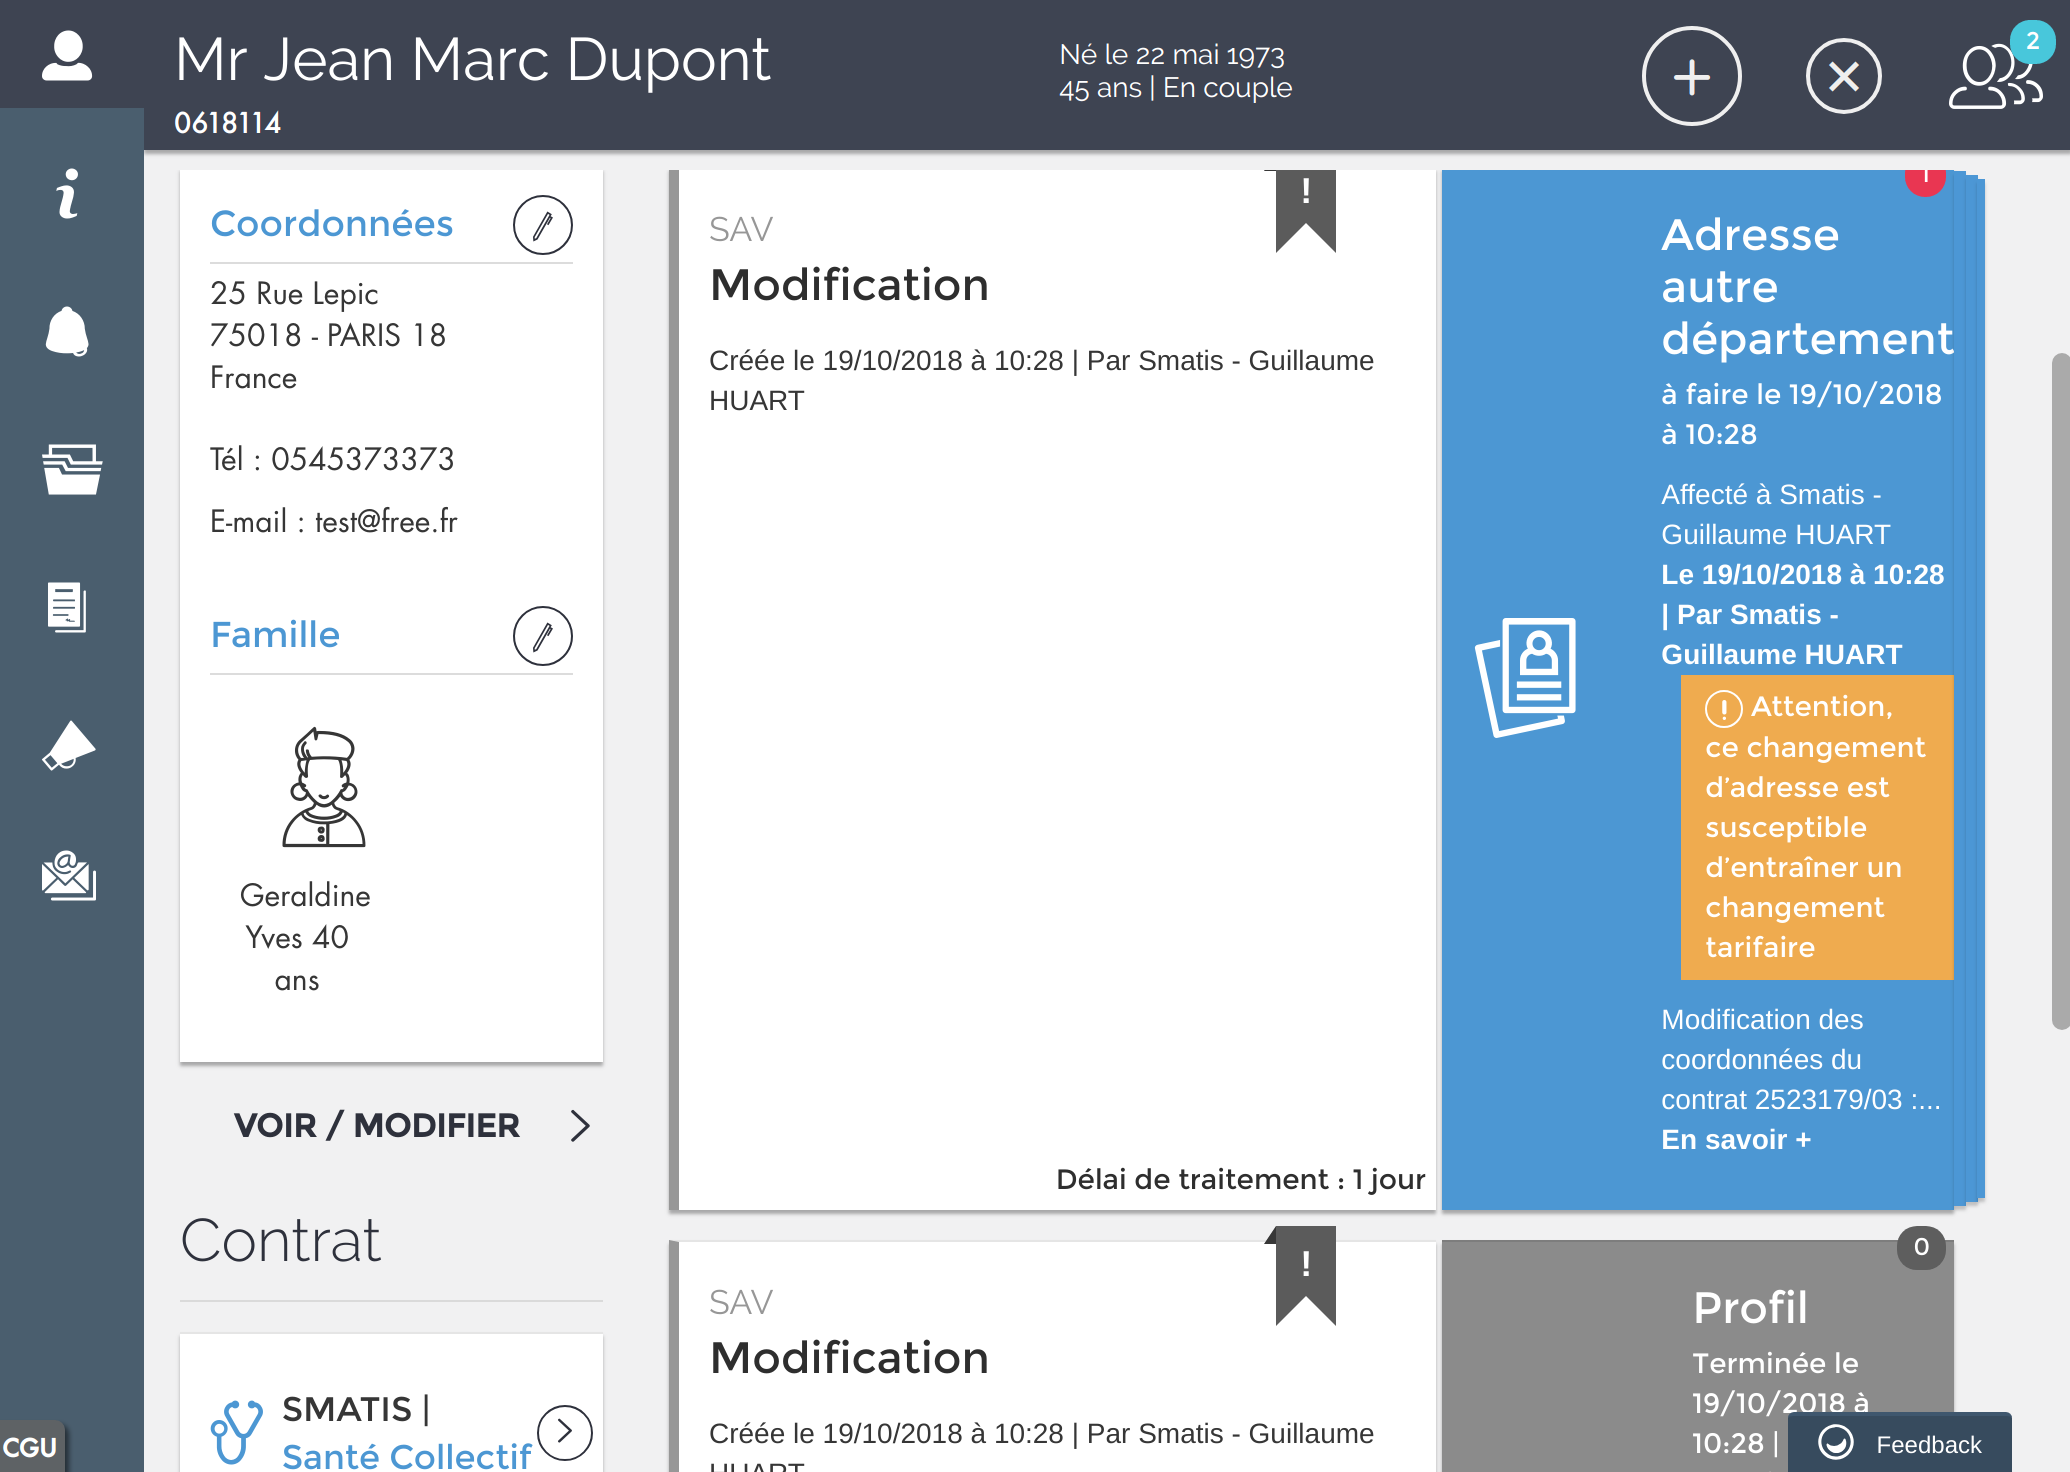 Mr Jean Marc Dupont
0618114
Né le 22 mai 1973
45 ans | En couple
2
Coordonnées
25 Rue Lepic
75018 - PARIS 18
France
Tél : 0545373373
E-mail : test@free.fr
Famille
Geraldine
Yves 40
ans
VOIR / MODIFIER
Contrat
SMATIS |
Santé Collectif
CGU
!
SAV
Modification
Créée le 19/10/2018 à 10:28 | Par Smatis - Guillaume
HUART
Délai de traitement : 1 jour
1
Adresse
autre
département
à faire le 19/10/2018
à 10:28
Affecté à Smatis -
Guillaume HUART
Le 19/10/2018 à 10:28
| Par Smatis -
Guillaume HUART
! Attention,
ce changement
d'adresse est
susceptible
d'entraîner un
changement
tarifaire
Modification des
coordonnées du
contrat 2523179/03 :...
En savoir +
!
SAV
Modification
Créée le 19/10/2018 à 10:28 | Par Smatis - Guillaume
HUART
0
Profil
Terminée le
19/10/2018 à
10:28 |
Feedback